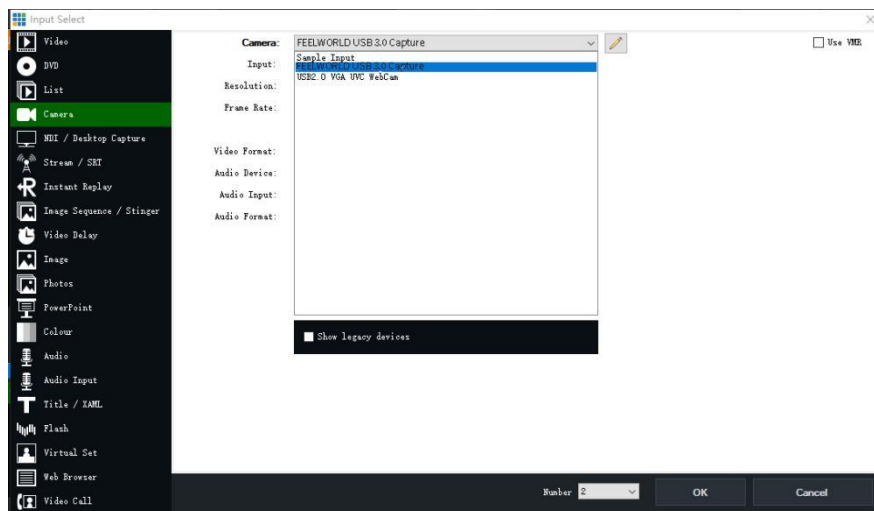 Input Select
Video
DVD
List
Camera
NDI / Desktop Capture
Stream / SRT
Instant Replay
Image Sequence / Stinger
Video Delay
Image
Photos
PowerPoint
Colour
Audio
Audio Input
Title / XAML
Flash
Virtual Set
Web Browser
Video Call
Camera: FEELWORLD USB 3.0 Capture
Use VMR
Sample Input
FEELWORLD USB 3.0 Capture
USB2.0 VGA UVC WebCam
Input:
Resolution:
Frame Rate:
Video Format:
Audio Device:
Audio Input:
Audio Format:
Show legacy devices
Number 2
OK
Cancel